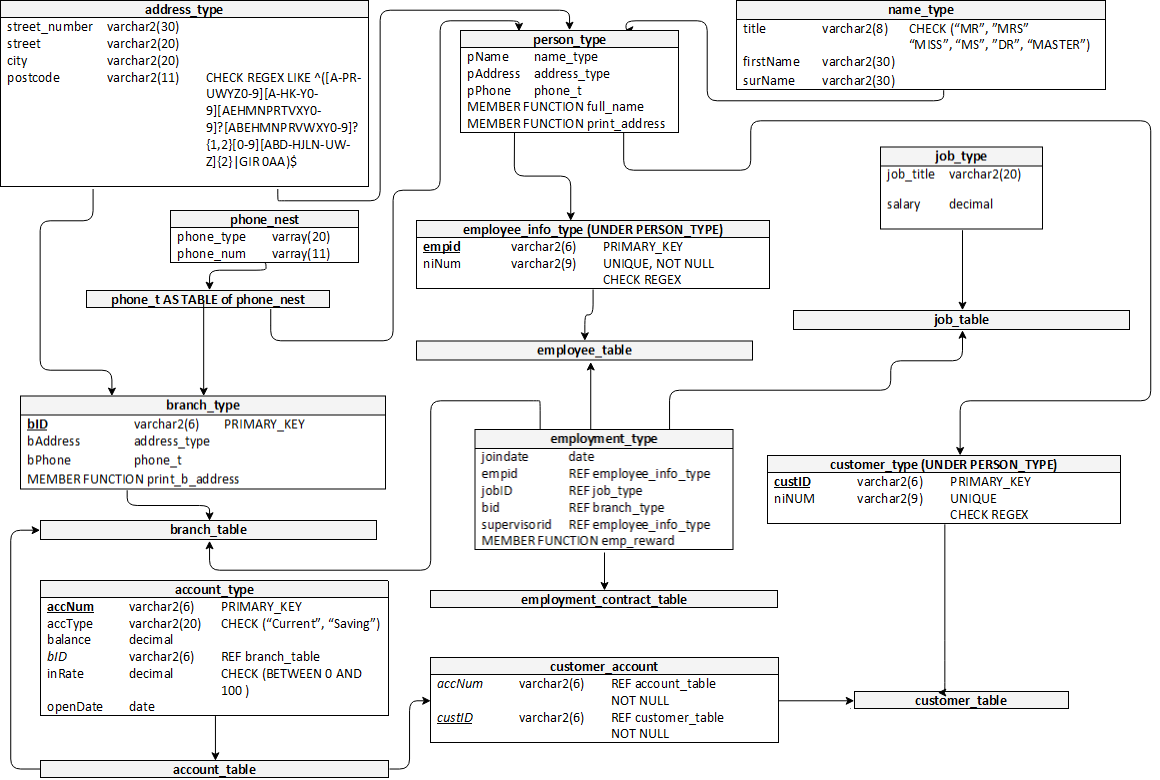 address_type
street_number varchar2(30)
street varchar2(20)
city varchar2(20)
postcode varchar2(11) CHECK REGEX LIKE ^([A-PR-
UWYZ0-9][A-HK-Y0-
9][AEHMNPRTVXY0-
9]?[ABEHMNPRVWXY0-9]?
{1,2}[0-9][ABD-HJLN-UW-
Z]{2}|GIR 0AA)$
person_type
pName name_type
pAddress address_type
pPhone phone_t
MEMBER FUNCTION full_name
MEMBER FUNCTION print_address
name_type
title varchar2(8) CHECK (“MR”, ”MRS”
“MISS”, “MS”, ”DR”, “MASTER”)
firstName varchar2(30)
surName varchar2(30)
job_type
job_title varchar2(20)
salary decimal
phone_nest
phone_type varray(20)
phone_num varray(11)
employee_info_type (UNDER PERSON_TYPE)
empid varchar2(6) PRIMARY_KEY
niNum varchar2(9) UNIQUE, NOT NULL
CHECK REGEX
phone_t AS TABLE of phone_nest
job_table
employee_table
branch_type
bID varchar2(6) PRIMARY_KEY
bAddress address_type
bPhone phone_t
MEMBER FUNCTION print_b_address
employment_type
joindate date
empid REF employee_info_type
jobID REF job_type
bid REF branch_type
supervisorid REF employee_info_type
MEMBER FUNCTION emp_reward
customer_type (UNDER PERSON_TYPE)
custID varchar2(6) PRIMARY_KEY
niNUM varchar2(9) UNIQUE
CHECK REGEX
branch_table
account_type
accNum varchar2(6) PRIMARY_KEY
accType varchar2(20) CHECK (“Current”, “Saving”)
balance decimal
bID varchar2(6) REF branch_table
inRate decimal CHECK (BETWEEN 0 AND
100 )
openDate date
employment_contract_table
customer_account
accNum varchar2(6) REF account_table
NOT NULL
custID varchar2(6) REF customer_table
NOT NULL
customer_table
account_table